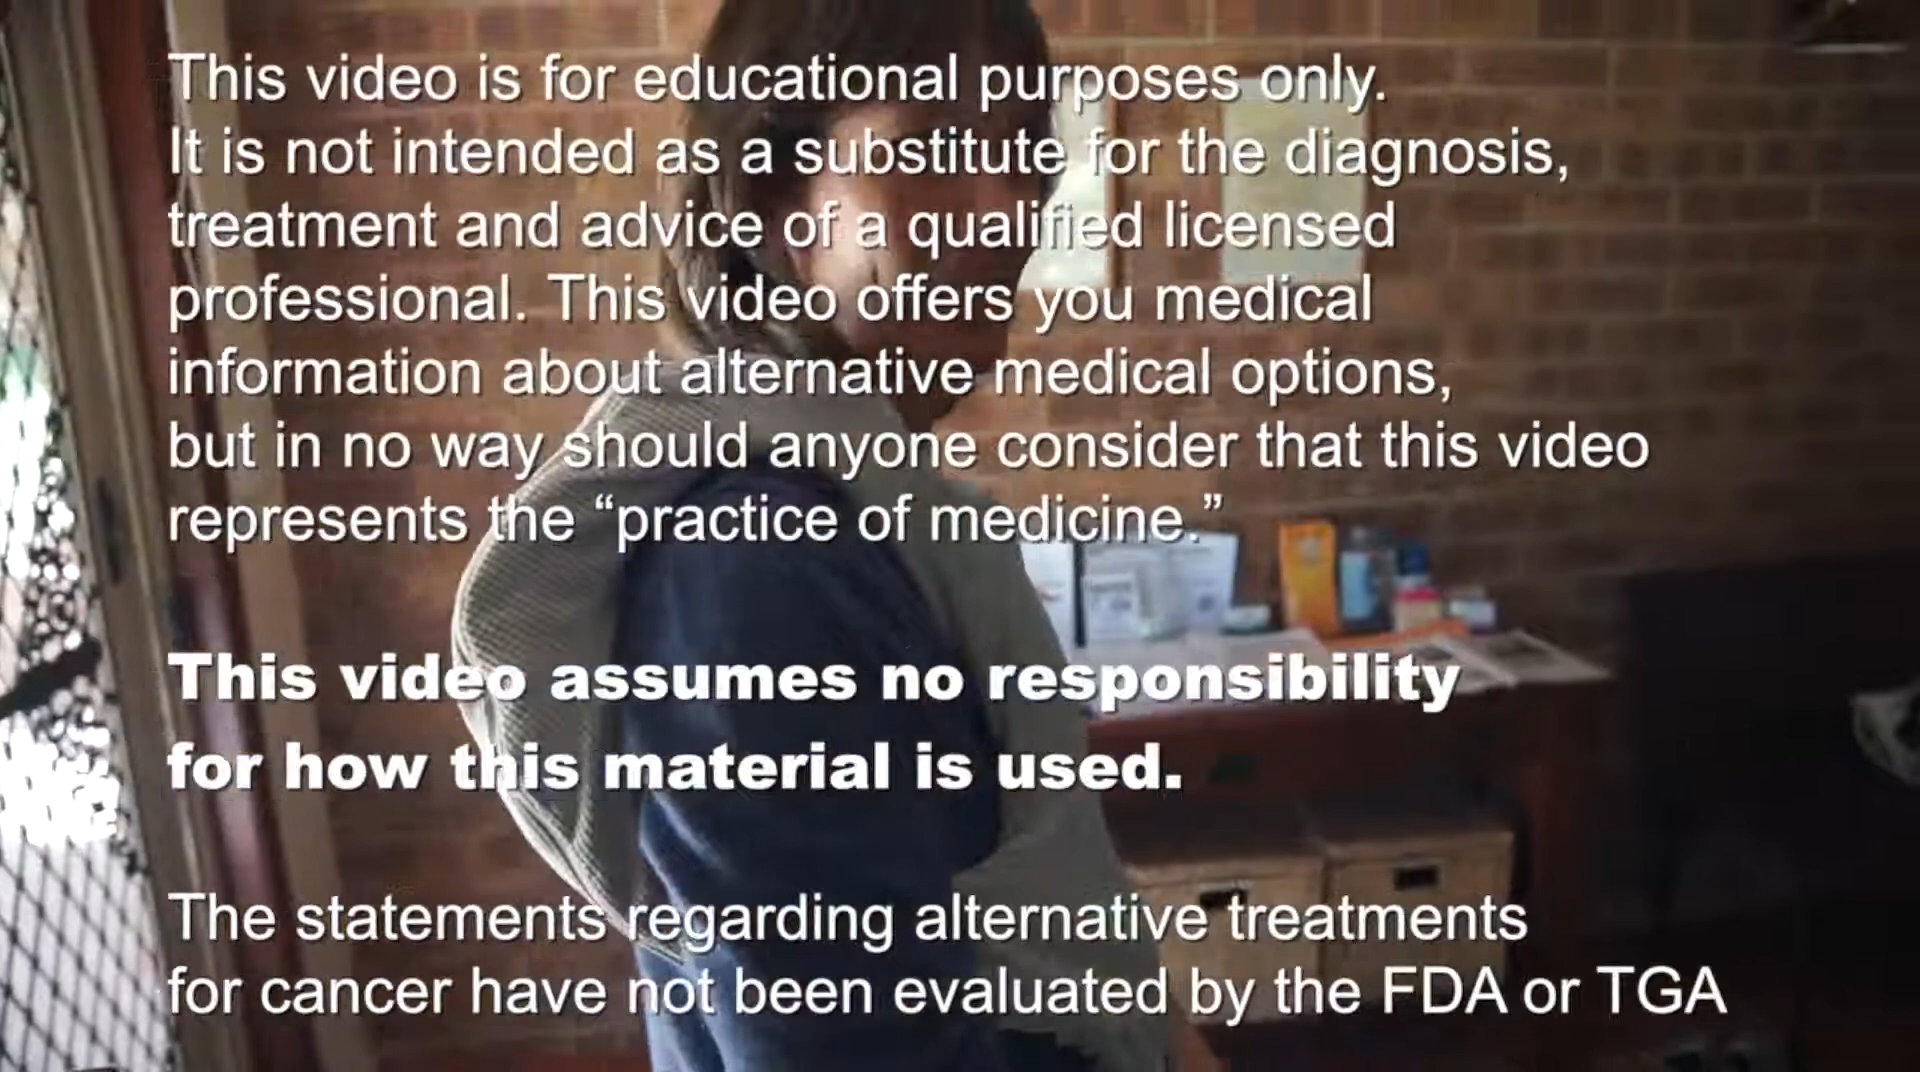 This video is for educational purposes only.
It is not intended as a substitute for the diagnosis,
treatment and advice of a qualified licensed
professional. This video offers you medical
information about alternative medical options,
but in no way should anyone consider that this video
represents the “practice of medicine.”
This video assumes no responsibility
for how this material is used.
The statements regarding alternative treatments
for cancer have not been evaluated by the FDA or TGA